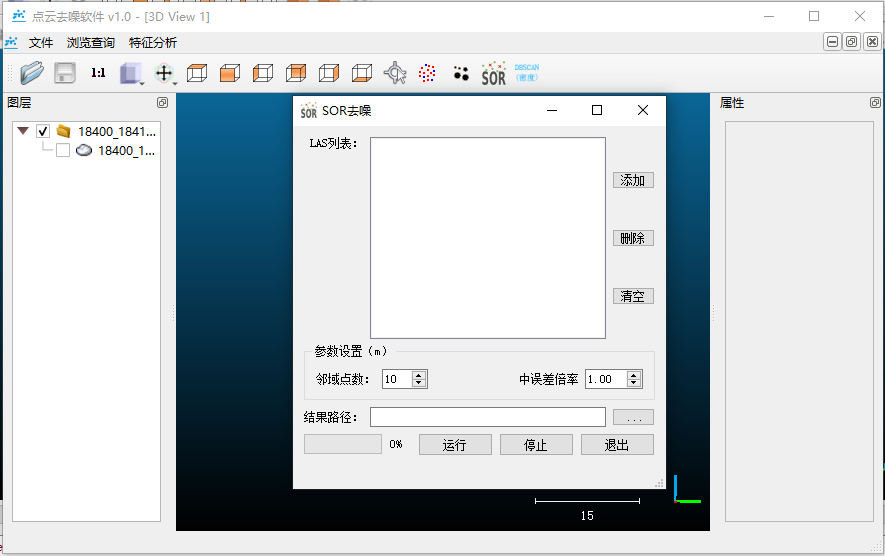 点云去噪软件 v1.0 - [3D View 1]
文件 浏览查询 特征分析
1:1 SOR DBSCAN
(密度)
图层
18400_1841...
18400_1...
SOR SOR去噪
LAS列表：
添加
删除
清空
参数设置（m）
邻域点数： 10 中误差倍率 1.00
结果路径： ...
0% 运行 停止 退出
15
属性